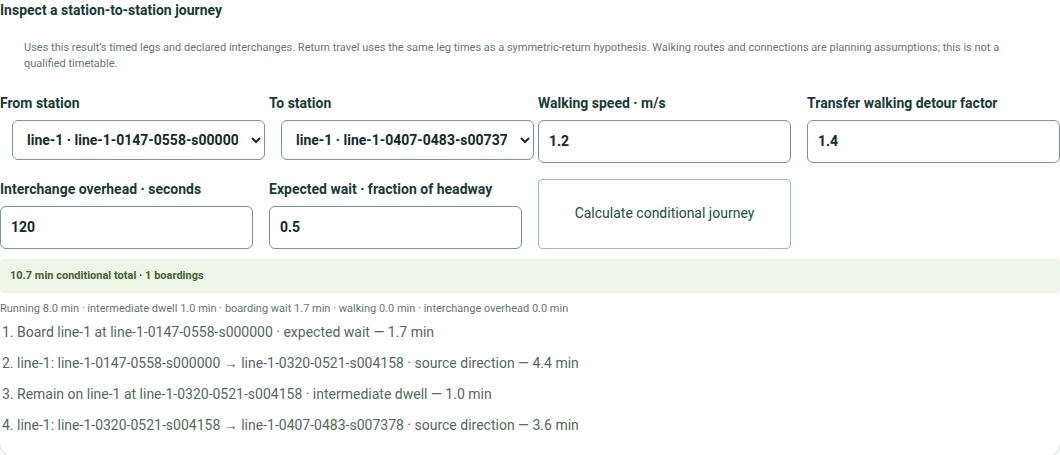 Inspect a station-to-station journey
Uses this result's timed legs and declared interchanges. Return travel uses the same leg times as a symmetric-return hypothesis. Walking routes and connections are planning assumptions; this is not a
qualified timetable.
From station
To station
Walking speed · m/s
Transfer walking detour factor
line-1 · line-1-0147-0558-s00000
line-1 · line-1-0407-0483-s00737
1.2
1.4
Interchange overhead · seconds
Expected wait · fraction of headway
120
0.5
Calculate conditional journey
10.7 min conditional total · 1 boardings
Running 8.0 min · intermediate dwell 1.0 min · boarding wait 1.7 min · walking 0.0 min · interchange overhead 0.0 min
1. Board line-1 at line-1-0147-0558-s000000 · expected wait — 1.7 min
2. line-1: line-1-0147-0558-s000000 → line-1-0320-0521-s004158 · source direction — 4.4 min
3. Remain on line-1 at line-1-0320-0521-s004158 · intermediate dwell — 1.0 min
4. line-1: line-1-0320-0521-s004158 → line-1-0407-0483-s007378 · source direction — 3.6 min